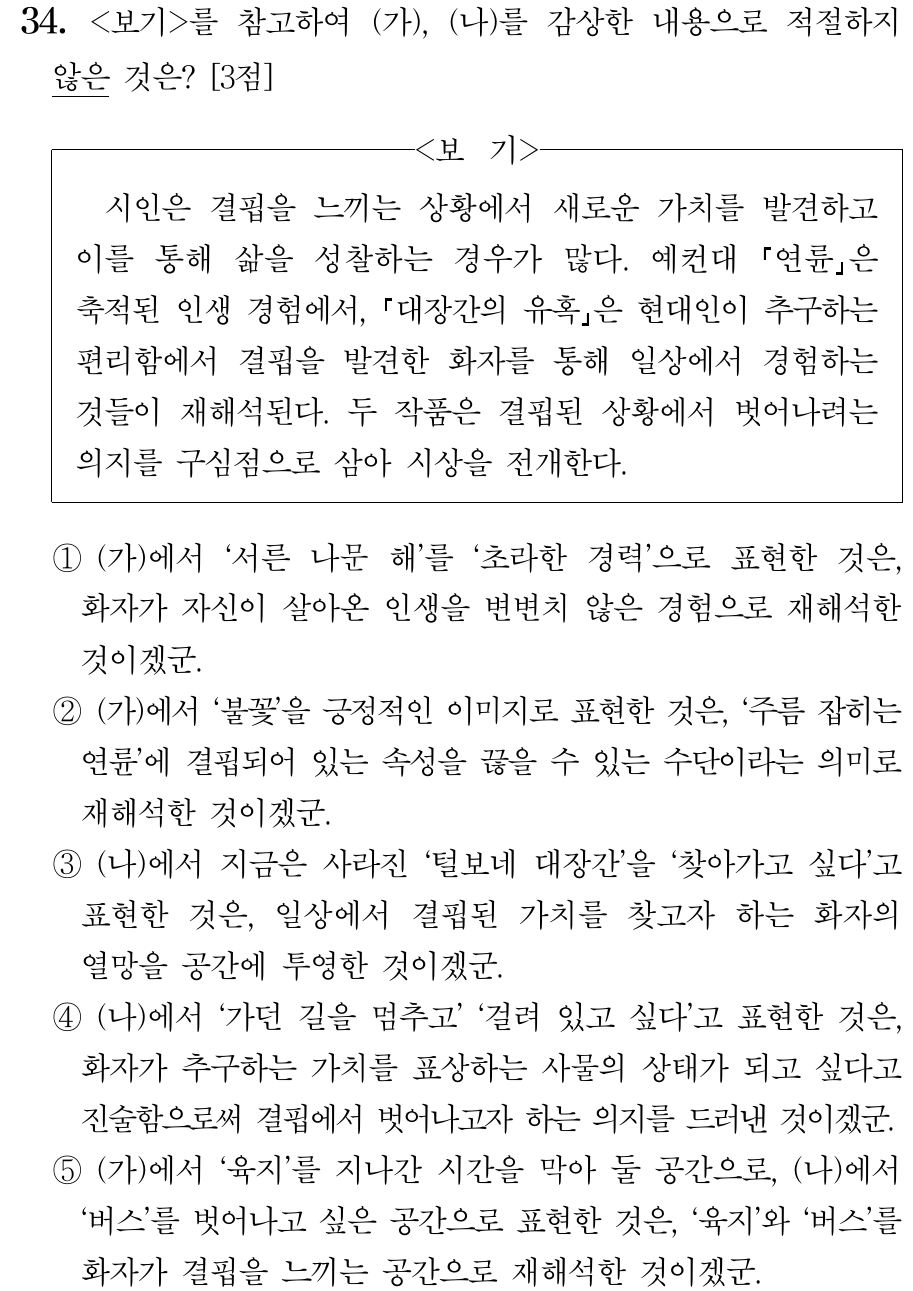 34. <보기>를 참고하여 (가), (나)를 감상한 내용으로 적절하지
않은 것은? [3점]
<보 기>
시인은 결핍을 느끼는 상황에서 새로운 가치를 발견하고
이를 통해 삶을 성찰하는 경우가 많다. 예컨대 「연륜」은
축적된 인생 경험에서, 「대장간의 유혹」은 현대인이 추구하는
편리함에서 결핍을 발견한 화자를 통해 일상에서 경험하는
것들이 재해석된다. 두 작품은 결핍된 상황에서 벗어나려는
의지를 구심점으로 삼아 시상을 전개한다.
① (가)에서 ‘서른 나문 해’를 ‘초라한 경력’으로 표현한 것은,
화자가 자신이 살아온 인생을 변변치 않은 경험으로 재해석한
것이겠군.
② (가)에서 ‘불꽃’을 긍정적인 이미지로 표현한 것은, ‘주름 잡히는
연륜’에 결핍되어 있는 속성을 끊을 수 있는 수단이라는 의미로
재해석한 것이겠군.
③ (나)에서 지금은 사라진 ‘털보네 대장간’을 ‘찾아가고 싶다’고
표현한 것은, 일상에서 결핍된 가치를 찾고자 하는 화자의
열망을 공간에 투영한 것이겠군.
④ (나)에서 ‘가던 길을 멈추고’ ‘걸려 있고 싶다’고 표현한 것은,
화자가 추구하는 가치를 표상하는 사물의 상태가 되고 싶다고
진술함으로써 결핍에서 벗어나고자 하는 의지를 드러낸 것이겠군.
⑤ (가)에서 ‘육지’를 지나간 시간을 막아 둘 공간으로, (나)에서
‘버스’를 벗어나고 싶은 공간으로 표현한 것은, ‘육지’와 ‘버스’를
화자가 결핍을 느끼는 공간으로 재해석한 것이겠군.